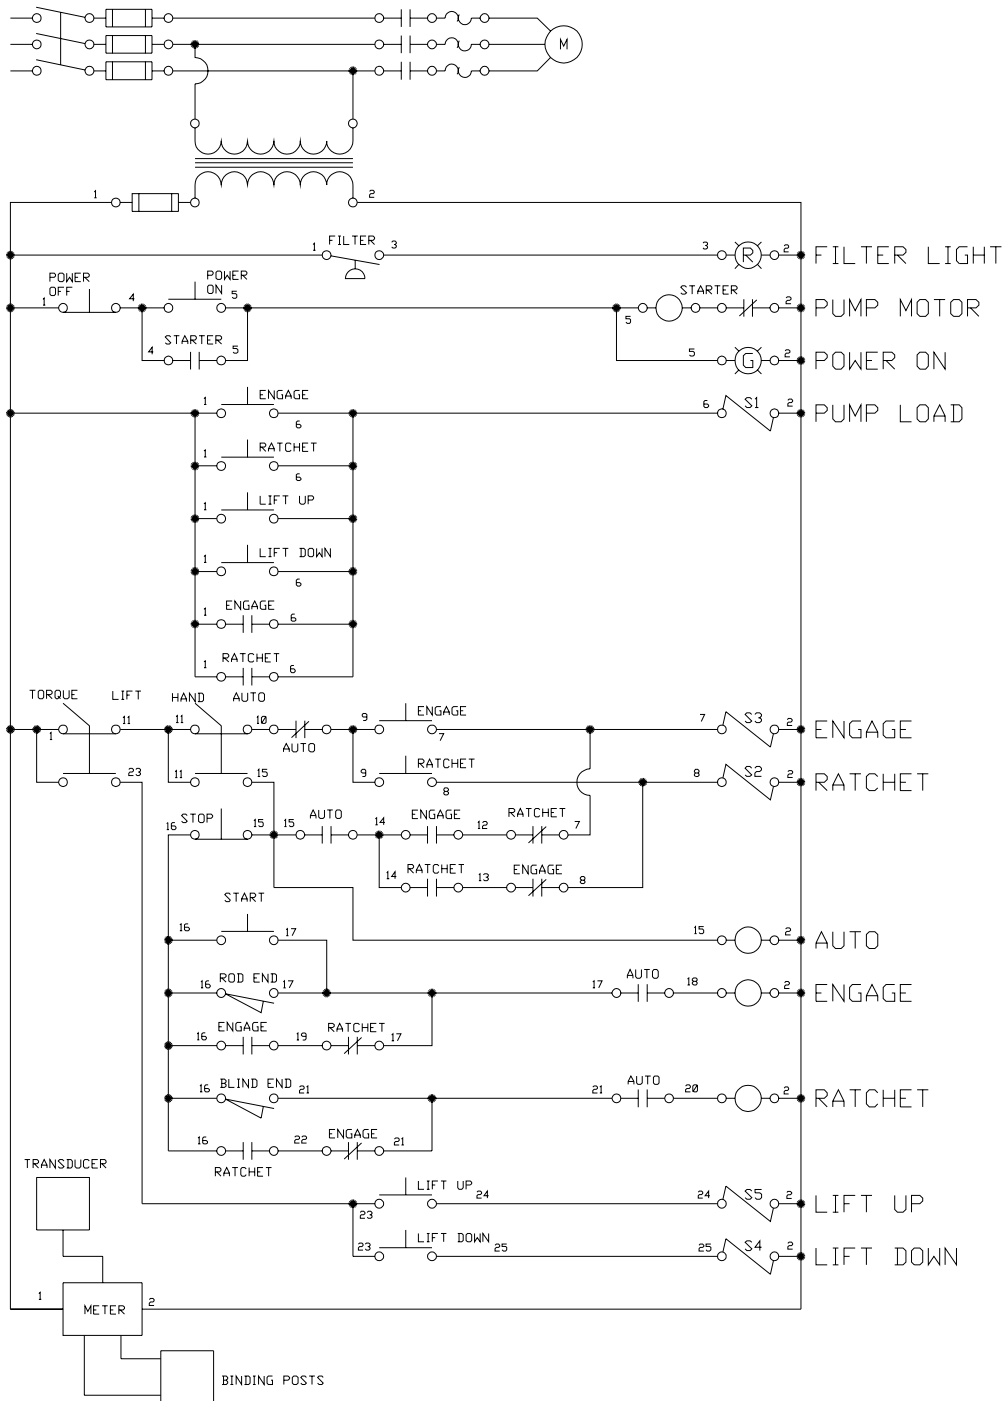 M
1 2
1 FILTER 3 3 R 2 FILTER LIGHT
POWER OFF POWER ON STARTER
1 4 5 5 2 PUMP MOTOR
STARTER
4 5 5 G 2 POWER ON
1 ENGAGE 6 6 S1 2 PUMP LOAD
1 RATCHET 6
1 LIFT UP
1 LIFT DOWN 6
1 ENGAGE 6
1 RATCHET 6
TORQUE LIFT HAND AUTO
1 11 11 10 AUTO 9 ENGAGE 7 7 S3 2 ENGAGE
23 11 15 9 RATCHET 8 8 S2 2 RATCHET
16 STOP 15 15 AUTO 14 ENGAGE 12 RATCHET 7
14 RATCHET 13 ENGAGE 8
START
16 17 15 2 AUTO
16 ROD END 17 17 AUTO 18 2 ENGAGE
16 ENGAGE 19 RATCHET 17
16 BLIND END 21 21 AUTO 20 2 RATCHET
16 RATCHET 22 ENGAGE 21
TRANSDUCER
23 LIFT UP 24 24 S5 2 LIFT UP
23 LIFT DOWN 25 25 S4 2 LIFT DOWN
1 METER 2
BINDING POSTS